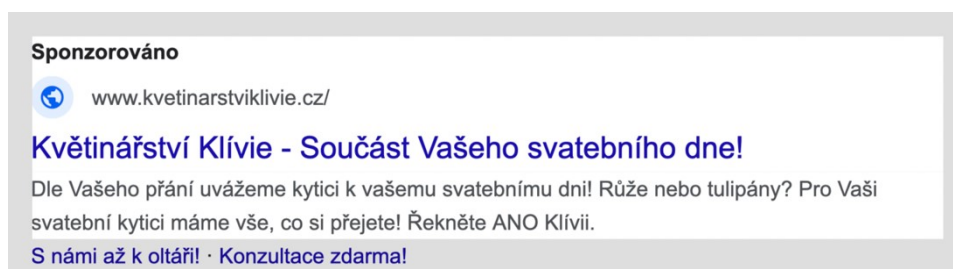 Sponzorováno
www.kvetinarstviklivie.cz/
Květinářství Klívie - Součást Vašeho svatebního dne!
Dle Vašeho přání uvážeme kytici k vašemu svatebnímu dni! Růže nebo tulipány? Pro Vaši
svatební kytici máme vše, co si přejete! Řekněte ANO Klívii.
S námi až k oltáři! · Konzultace zdarma!